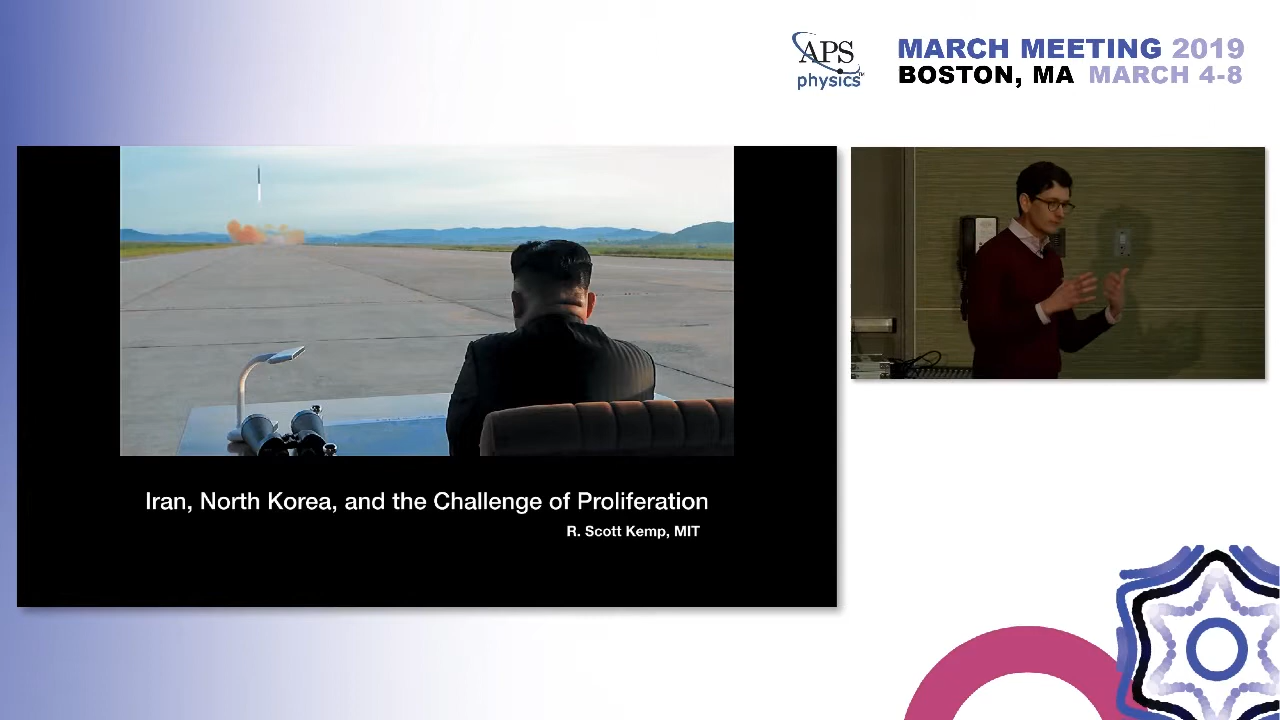 APS
physics™
MARCH MEETING 2019
BOSTON, MA MARCH 4-8
Iran, North Korea, and the Challenge of Proliferation
R. Scott Kemp, MIT